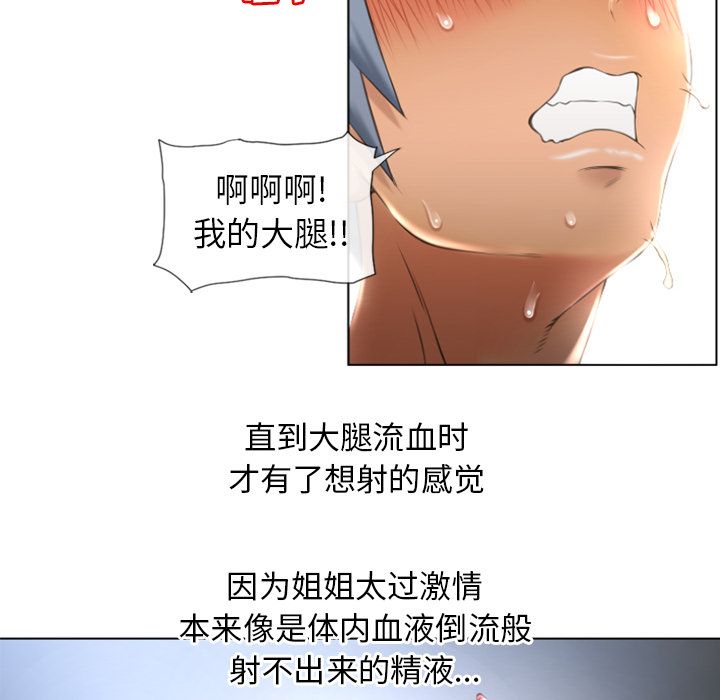 啊啊啊!
我的大腿!!
直到大腿流血时
才有了想射的感觉
因为姐姐太过激情
本来像是体内血液倒流般
射不出来的精液...